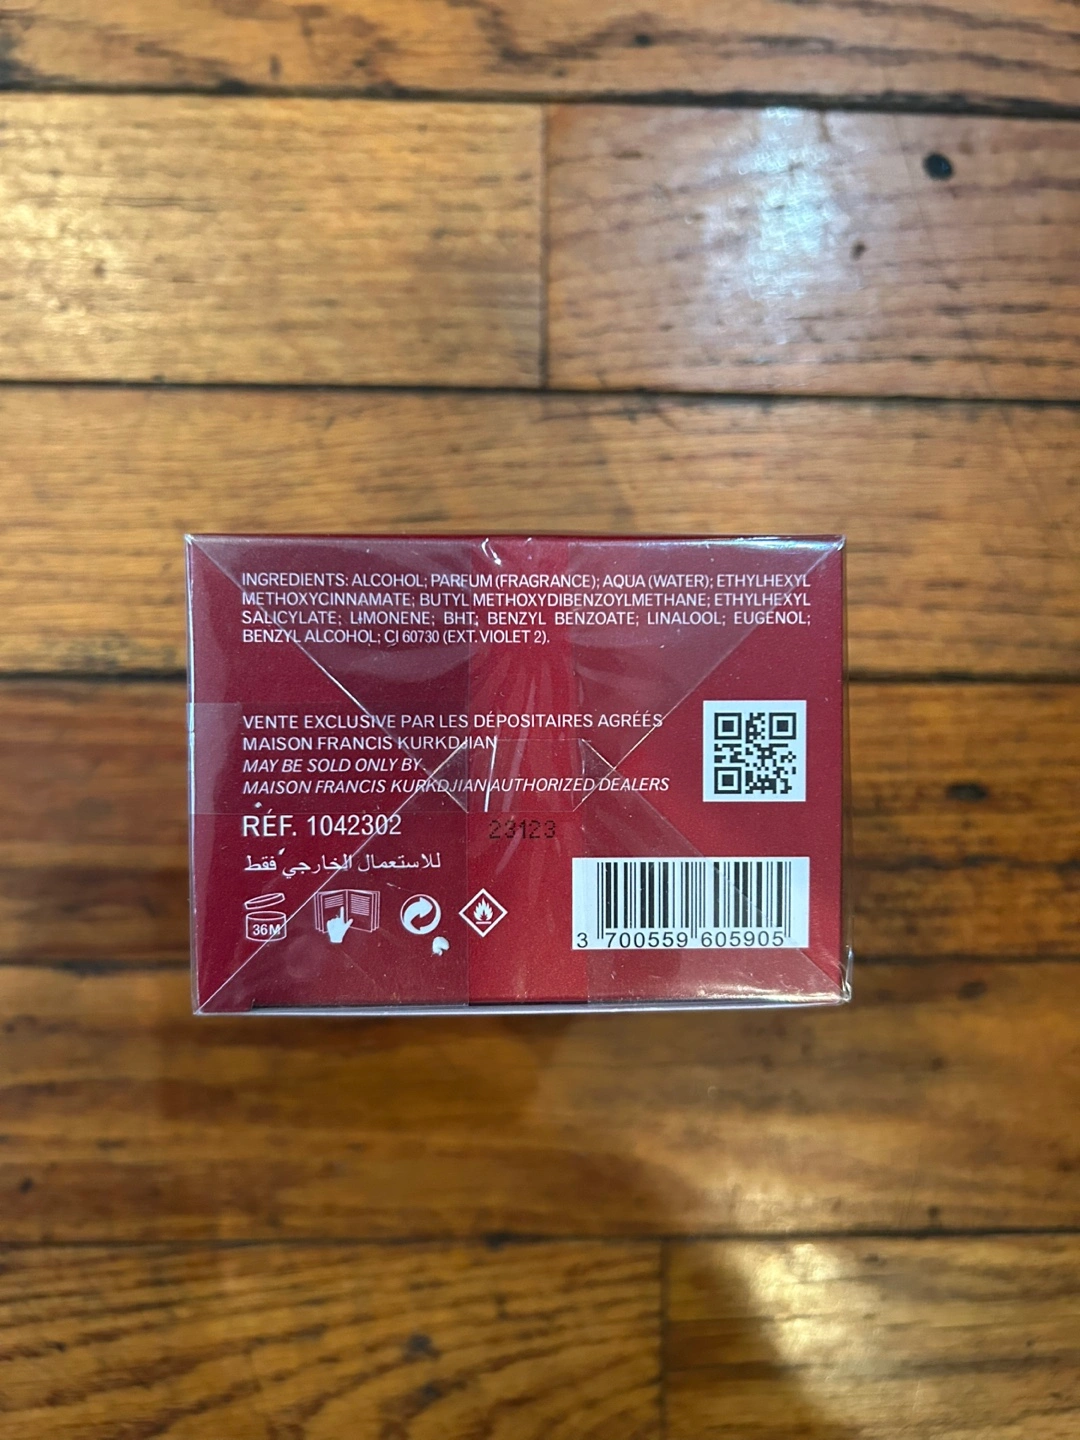 INGREDIENTS: ALCOHOL; PARFUM (FRAGRANCE); AQUA (WATER); ETHYLHEXYL
METHOXYCINNAMATE; BUTYL METHOXYDIBENZOYLMETHANE; ETHYLHEXYL
SALICYLATE; LIMONENE; BHT; BENZYL BENZOATE; LINALOOL; EUGENOL;
BENZYL ALCOHOL; CI 60730 (EXT. VIOLET 2).
VENTE EXCLUSIVE PAR LES DÉPOSITAIRES AGRÉÉS
MAISON FRANCIS KURKDJIAN
MAY BE SOLD ONLY BY
MAISON FRANCIS KURKDJIAN AUTHORIZED DEALERS
RÉF. 1042302
23123
للاستعمال الخارجي فقط
36M
3 700559 605905